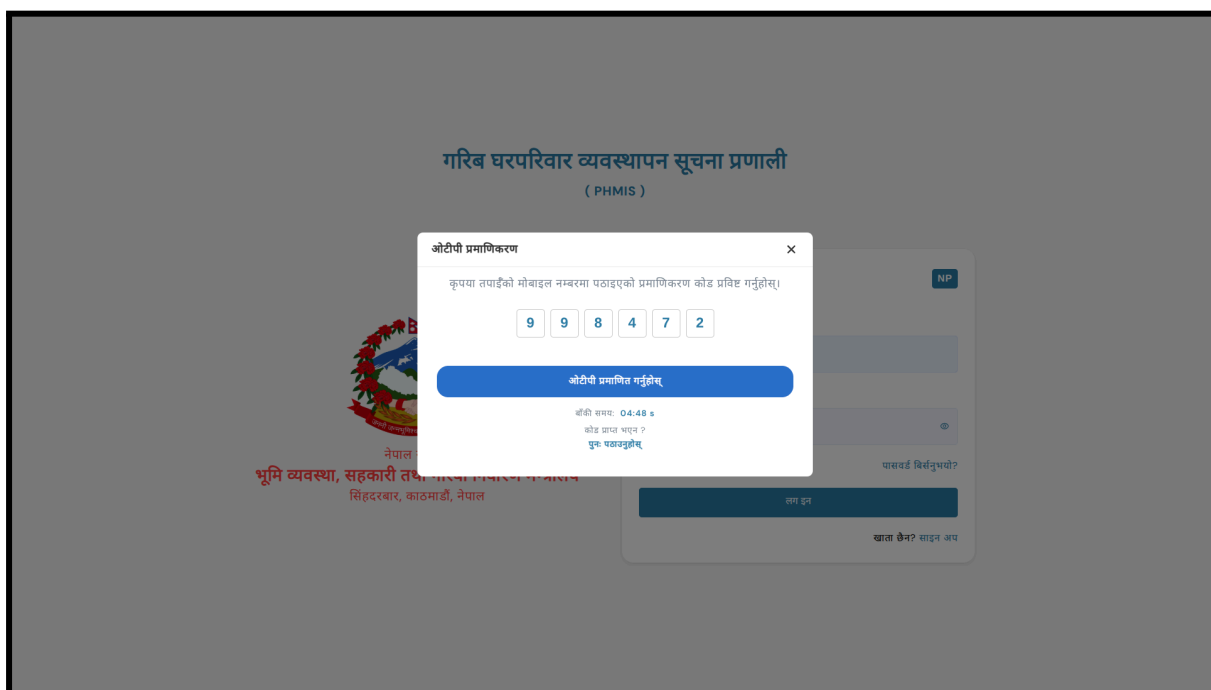 गरिब घरपरिवार व्यवस्थापन सूचना प्रणाली
( PHMIS )
ओटीपी प्रमाणिकरण
कृपया तपाईँको मोबाइल नम्बरमा पठाइएको प्रमाणिकरण कोड प्रविष्ट गर्नुहोस्।
9 9 8 4 7 2
ओटीपी प्रमाणित गर्नुहोस्
बाँकी समय: 04:48 s
कोड प्राप्त भएन ?
पुनः पठाउनुहोस्
NP
नेपाल
भूमि व्यवस्था, सहकारी तथा
सिंहदरबार, काठमाडौं, नेपाल
पासवर्ड बिर्सनुभयो?
लग इन
खाता छैन? साइन अप